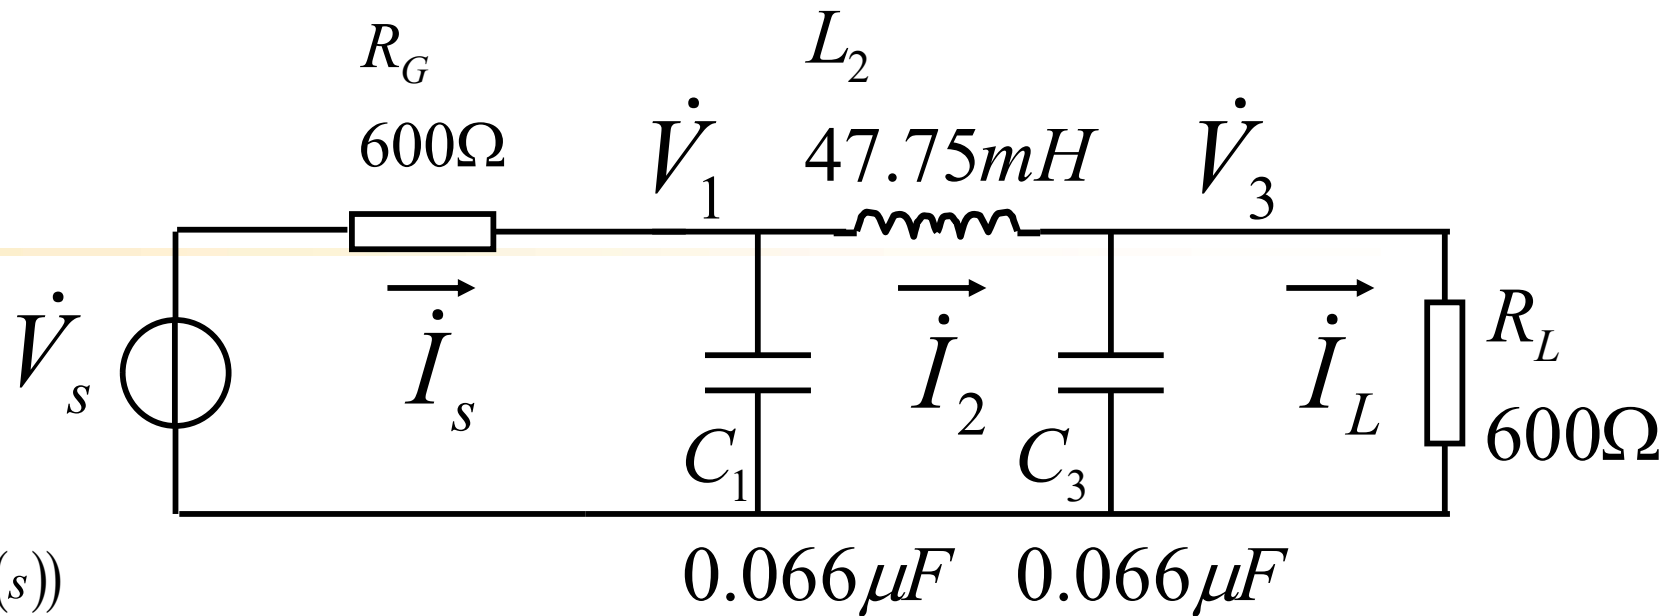 R_G
600Ω
L_2
47.75mH
V̇_1
V̇_3
V̇_s
İ_s
İ_2
İ_L
R_L
600Ω
C_1
C_3
0.066μF
0.066μF
(s))